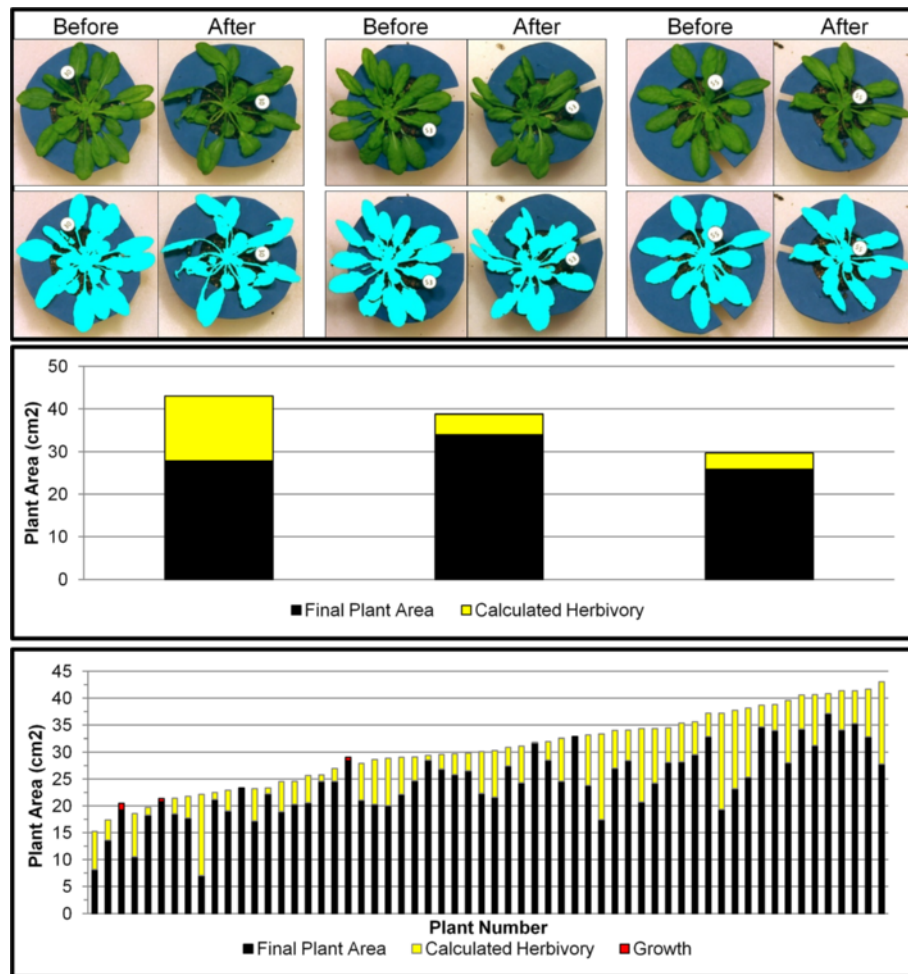 Before After Before After Before After
50
40
30
20
10
0
Plant Area (cm2)
Final Plant Area Calculated Herbivory
45
40
35
30
25
20
15
10
5
0
Plant Area (cm2)
Plant Number
Final Plant Area Calculated Herbivory Growth